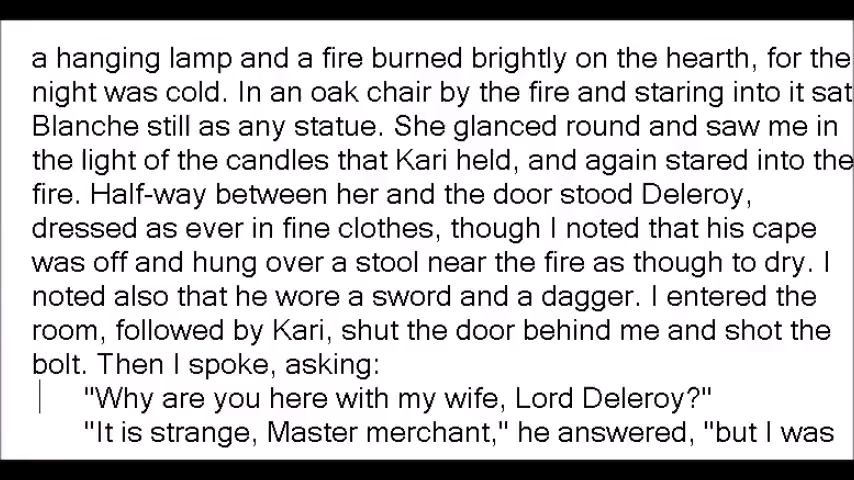 a hanging lamp and a fire burned brightly on the hearth, for the
night was cold. In an oak chair by the fire and staring into it sat
Blanche still as any statue. She glanced round and saw me in
the light of the candles that Kari held, and again stared into the
fire. Half-way between her and the door stood Deleroy,
dressed as ever in fine clothes, though I noted that his cape
was off and hung over a stool near the fire as though to dry. I
noted also that he wore a sword and a dagger. I entered the
room, followed by Kari, shut the door behind me and shot the
bolt. Then I spoke, asking:
"Why are you here with my wife, Lord Deleroy?"
"It is strange, Master merchant," he answered, "but I was